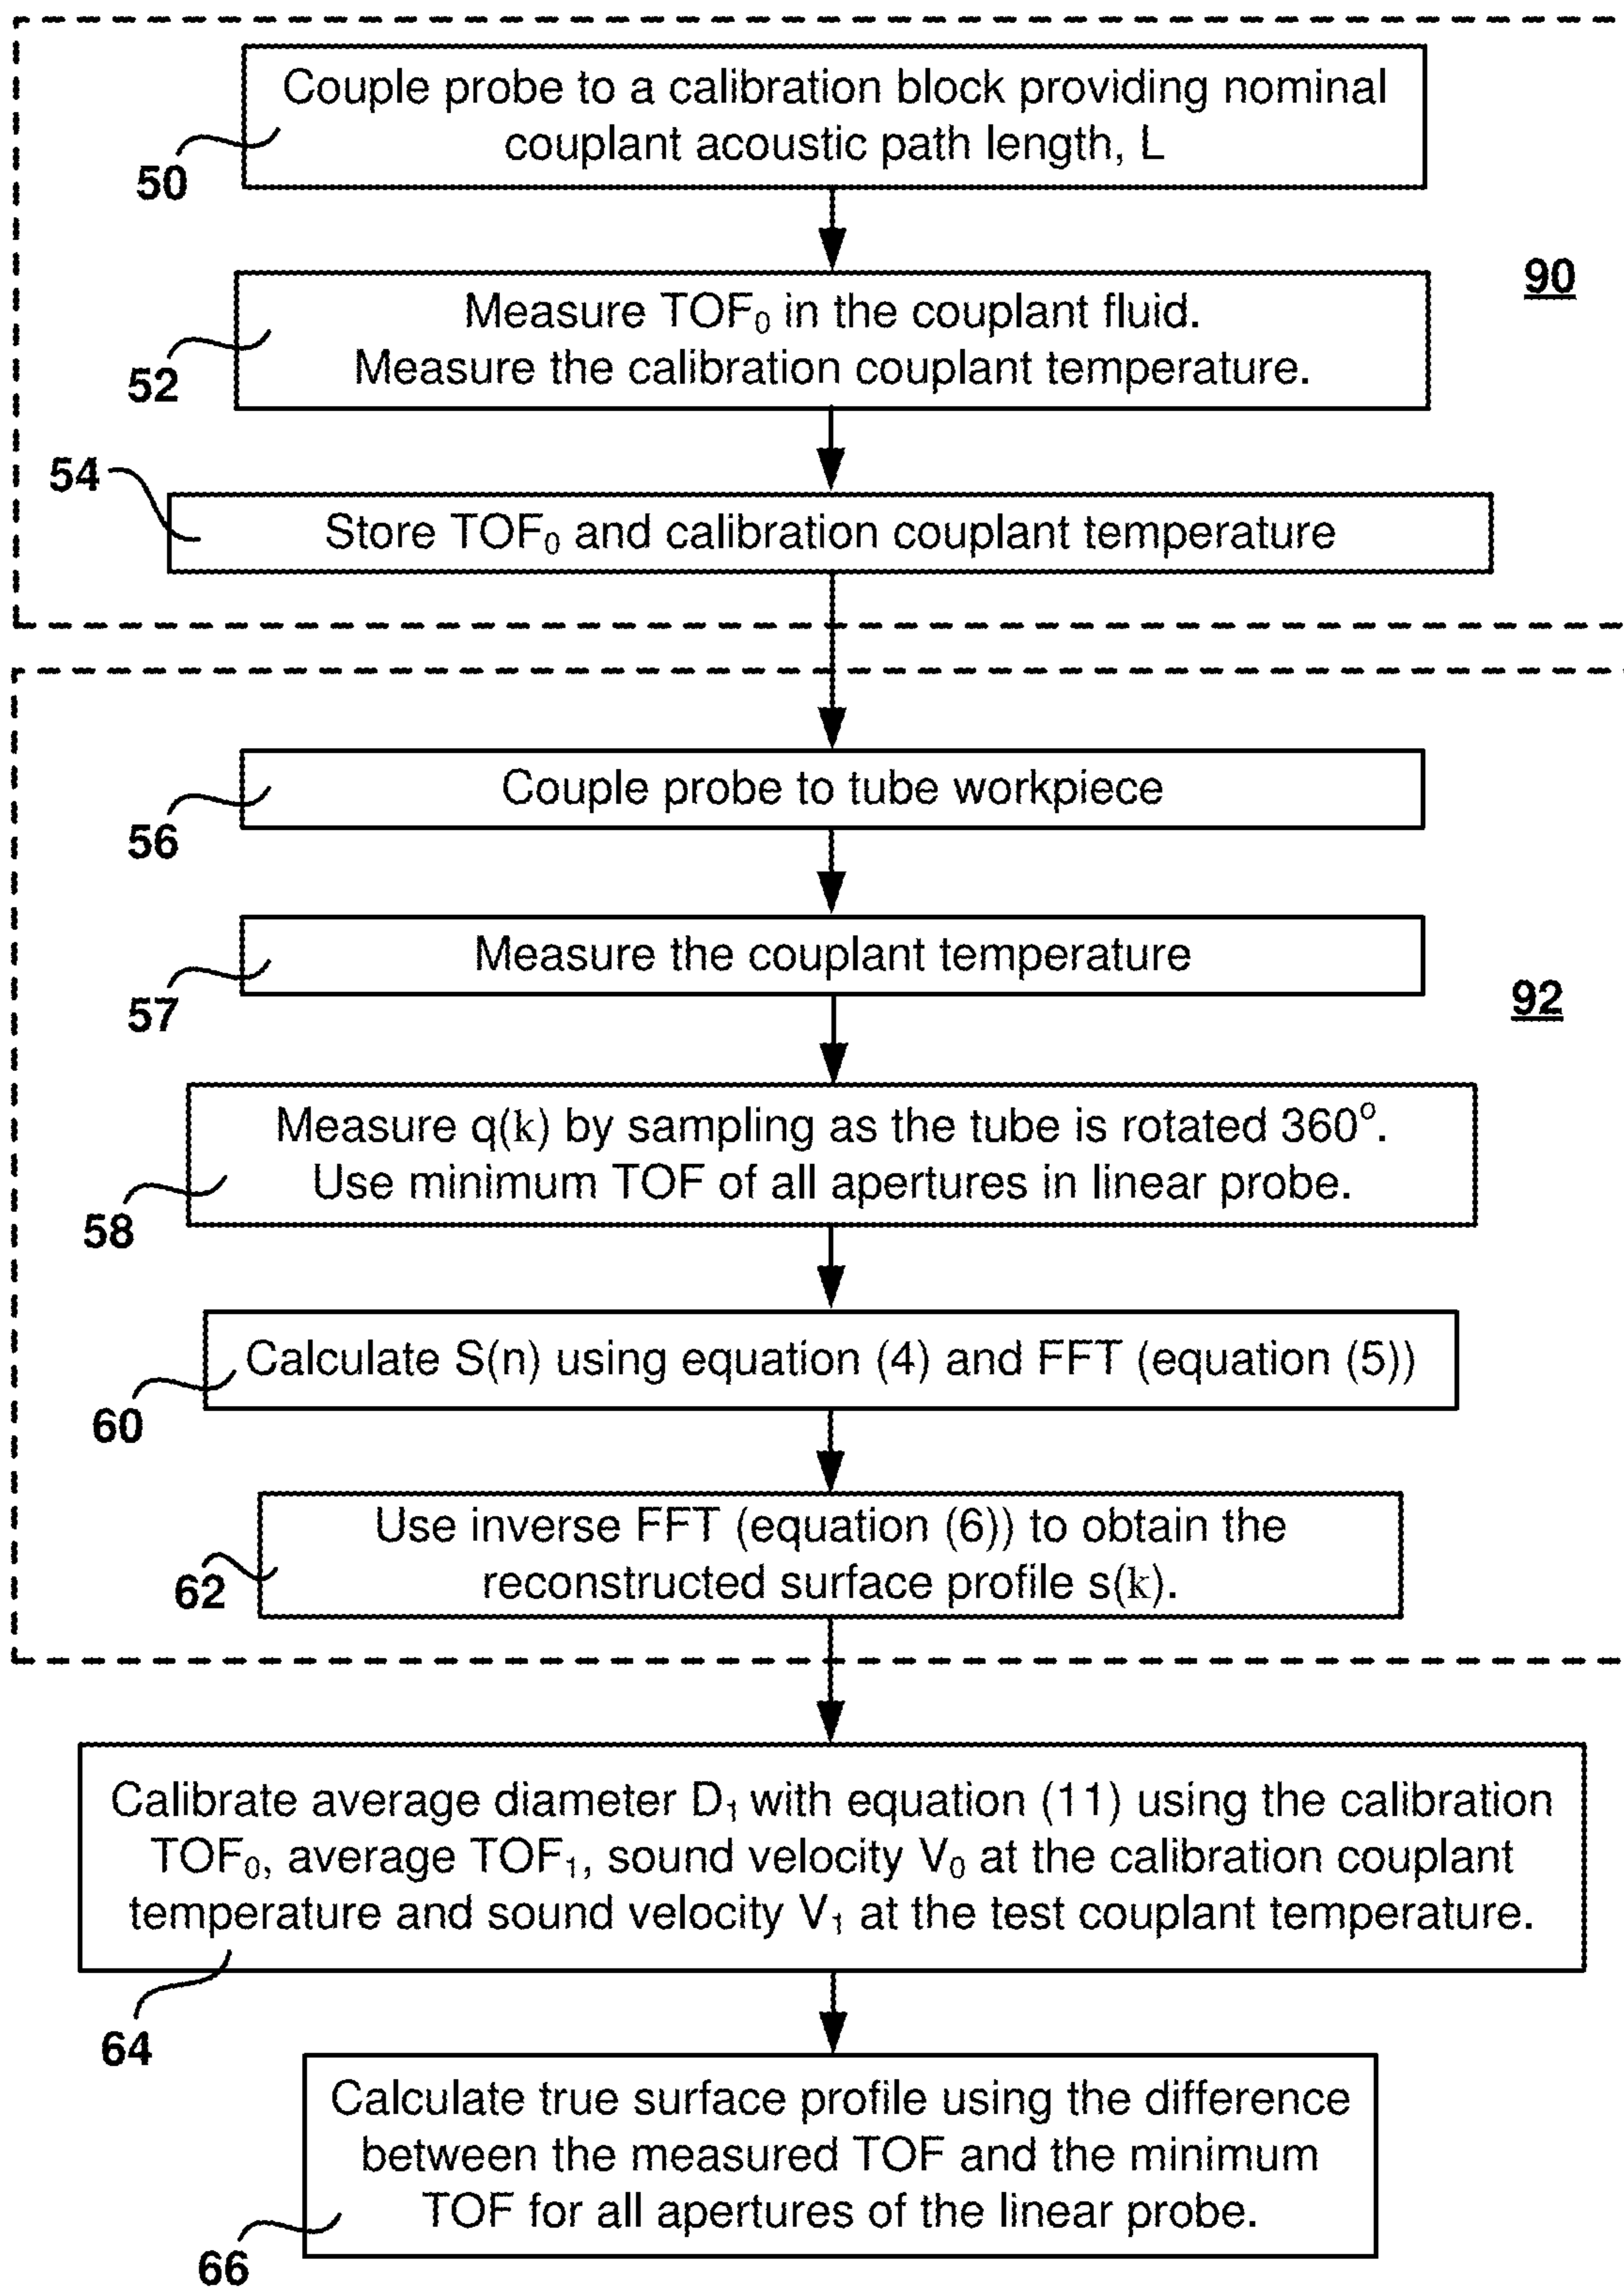 Couple probe to a calibration block providing nominal
couplant acoustic path length, L
50
Measure TOF₀ in the couplant fluid.
Measure the calibration couplant temperature.
52
90
54
Store TOF₀ and calibration couplant temperature
Couple probe to tube workpiece
56
Measure the couplant temperature
57
92
Measure q(k) by sampling as the tube is rotated 360°.
Use minimum TOF of all apertures in linear probe.
58
Calculate S(n) using equation (4) and FFT (equation (5))
60
Use inverse FFT (equation (6)) to obtain the
reconstructed surface profile s(k).
62
Calibrate average diameter D₁ with equation (11) using the calibration
TOF₀, average TOF₁, sound velocity V₀ at the calibration couplant
temperature and sound velocity V₁ at the test couplant temperature.
64
Calculate true surface profile using the difference
between the measured TOF and the minimum
TOF for all apertures of the linear probe.
66